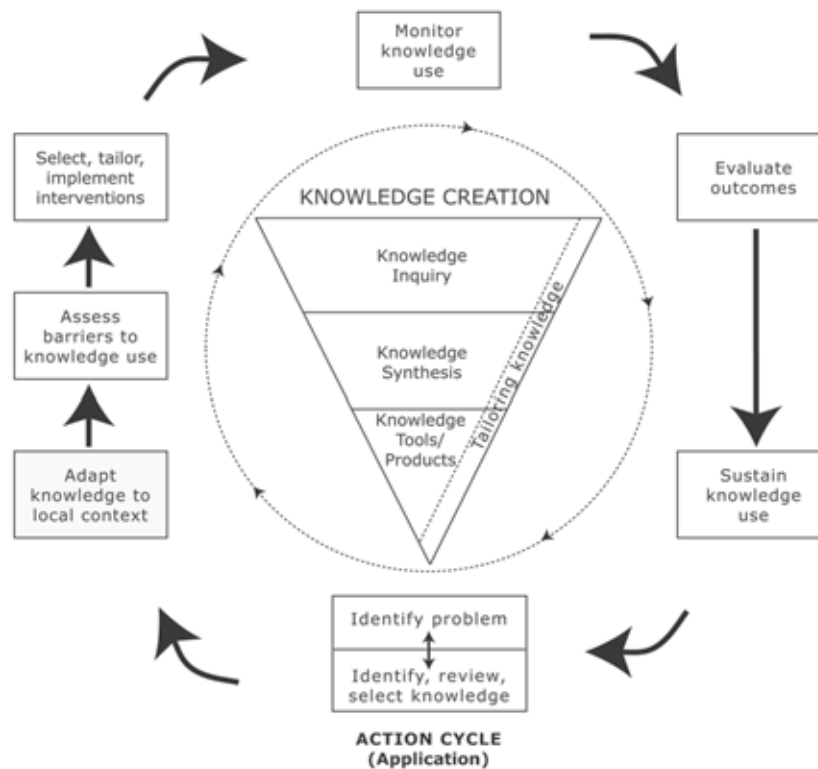 Monitor
knowledge
use
Select, tailor,
implement
interventions
Evaluate
outcomes
KNOWLEDGE CREATION
Knowledge
Inquiry
Knowledge
Synthesis
Knowledge
Tools/
Products
Tailoring knowledge
Assess
barriers to
knowledge use
Adapt
knowledge to
local context
Sustain
knowledge
use
Identify problem
Identify, review,
select knowledge
ACTION CYCLE
(Application)